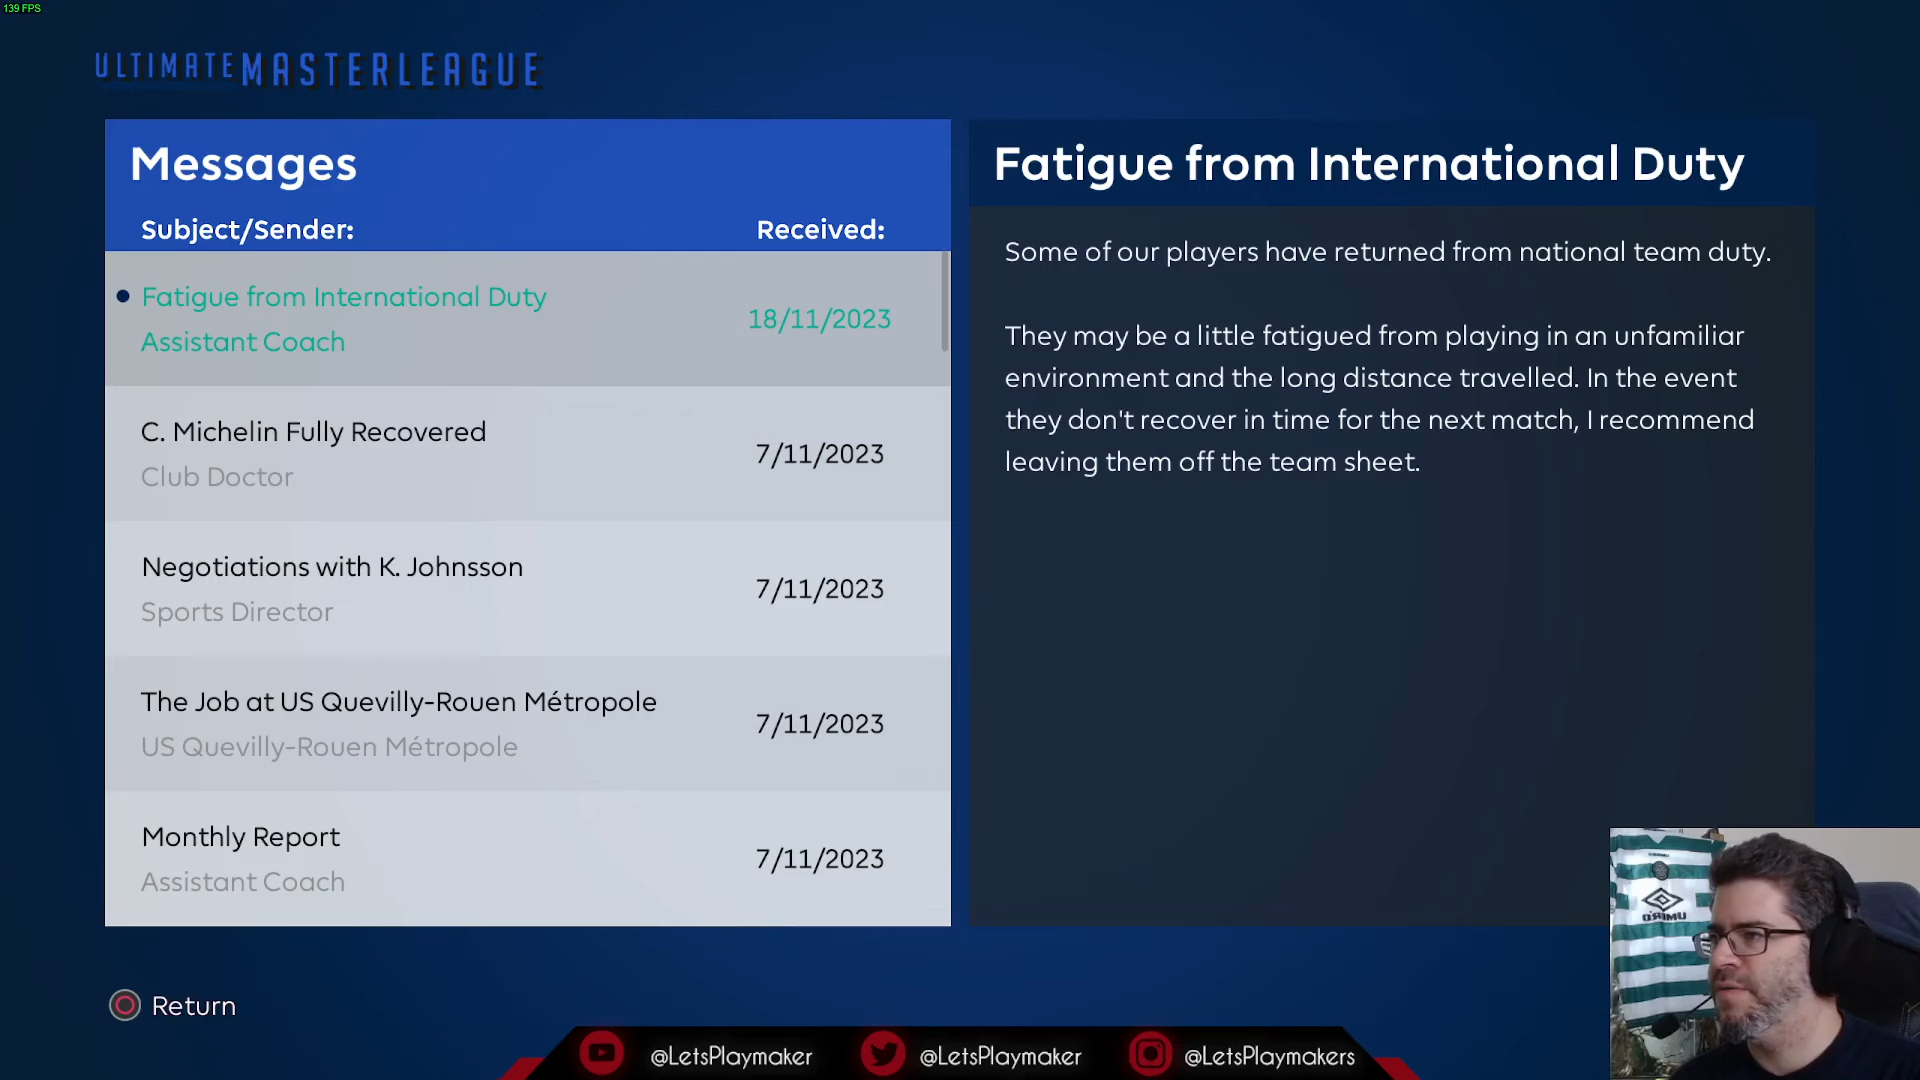 139 FPS
ULTIMATEMASTERLEAGUE
Messages
Subject/Sender: Received:
Fatigue from International Duty
Assistant Coach
18/11/2023
C. Michelin Fully Recovered
Club Doctor
7/11/2023
Negotiations with K. Johnsson
Sports Director
7/11/2023
The Job at US Quevilly-Rouen Métropole
US Quevilly-Rouen Métropole
7/11/2023
Monthly Report
Assistant Coach
7/11/2023
Fatigue from International Duty
Some of our players have returned from national team duty.
They may be a little fatigued from playing in an unfamiliar
environment and the long distance travelled. In the event
they don't recover in time for the next match, I recommend
leaving them off the team sheet.
UMBRO
Return
@LetsPlaymaker
@LetsPlaymaker
@LetsPlaymakers